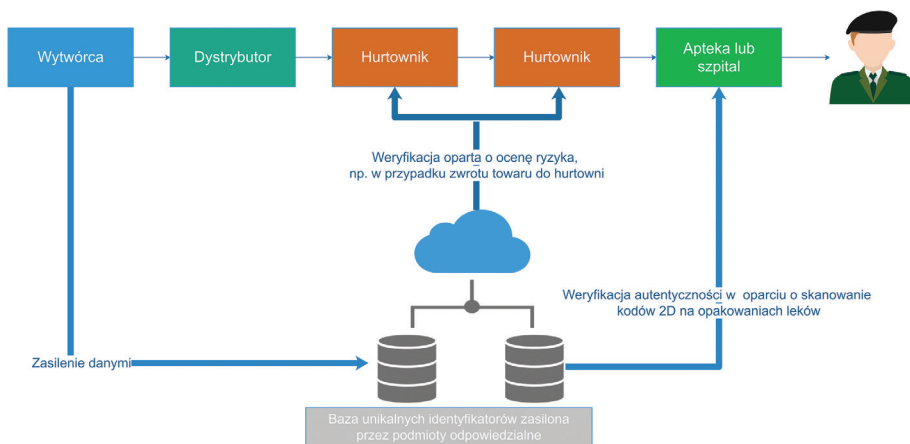 Wytwórca
Dystrybutor
Hurtownik
Hurtownik
Apteka lub
szpital
Weryfikacja oparta o ocenę ryzyka,
np. w przypadku zwrotu towaru do hurtowni
Weryfikacja autentyczności w oparciu o skanowanie
kodów 2D na opakowaniach leków
Zasilenie danymi
Baza unikalnych identyfikatorów zasilona
przez podmioty odpowiedzialne